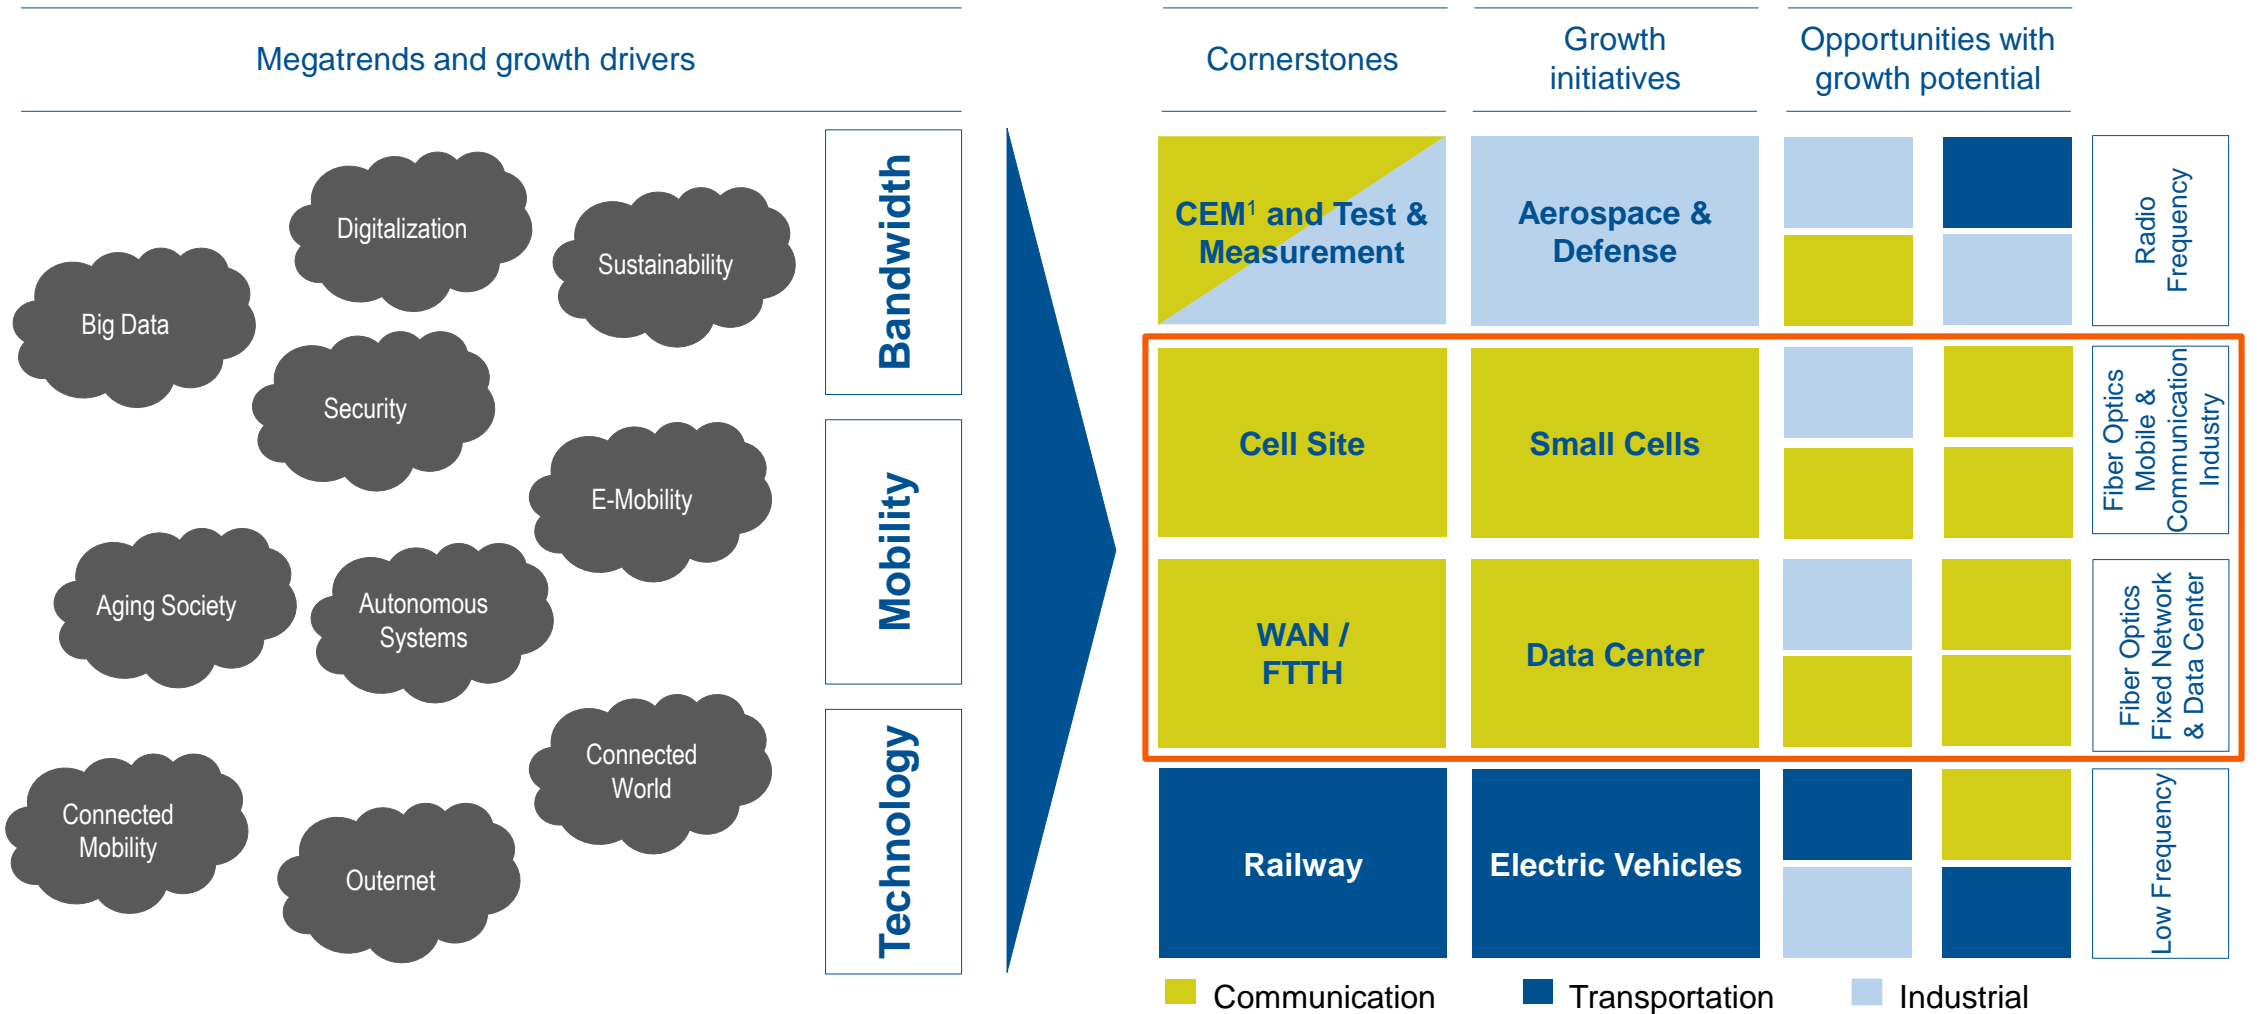 Megatrends and growth drivers
Cornerstones
Growth
initiatives
Opportunities with
growth potential
Digitalization
Sustainability
Big Data
Security
E-Mobility
Aging Society
Autonomous
Systems
Connected
World
Connected
Mobility
Outernet
Bandwidth
Mobility
Technology
CEM¹ and Test &
Measurement
Aerospace &
Defense
Radio
Frequency
Cell Site
Small Cells
Fiber Optics
Mobile &
Communication
Industry
WAN /
FTTH
Data Center
Fiber Optics
Fixed Network
& Data Center
Railway
Electric Vehicles
Low Frequency
Communication
Transportation
Industrial